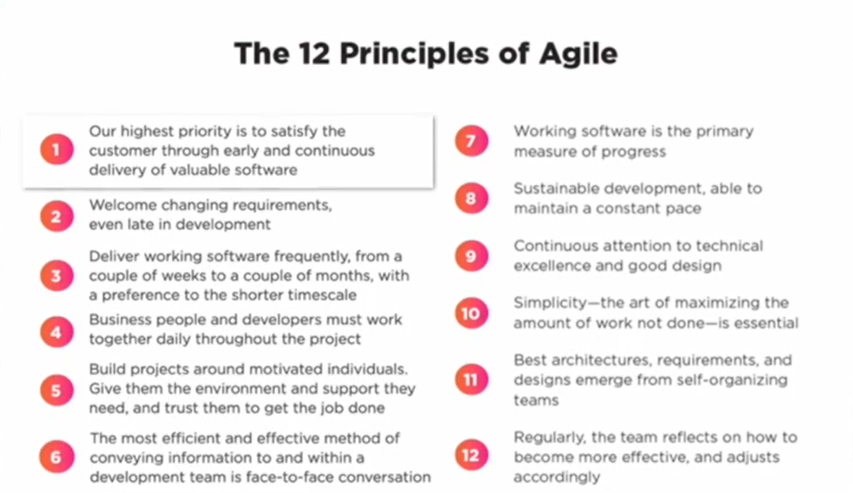 The 12 Principles of Agile
1
Our highest priority is to satisfy the
customer through early and continuous
delivery of valuable software
2
Welcome changing requirements,
even late in development
3
Deliver working software frequently, from a
couple of weeks to a couple of months, with
a preference to the shorter timescale
4
Business people and developers must work
together daily throughout the project
5
Build projects around motivated individuals.
Give them the environment and support they
need, and trust them to get the job done
6
The most efficient and effective method of
conveying information to and within a
development team is face-to-face conversation
7
Working software is the primary
measure of progress
8
Sustainable development, able to
maintain a constant pace
9
Continuous attention to technical
excellence and good design
10
Simplicity—the art of maximizing the
amount of work not done—is essential
11
Best architectures, requirements, and
designs emerge from self-organizing
teams
12
Regularly, the team reflects on how to
become more effective, and adjusts
accordingly